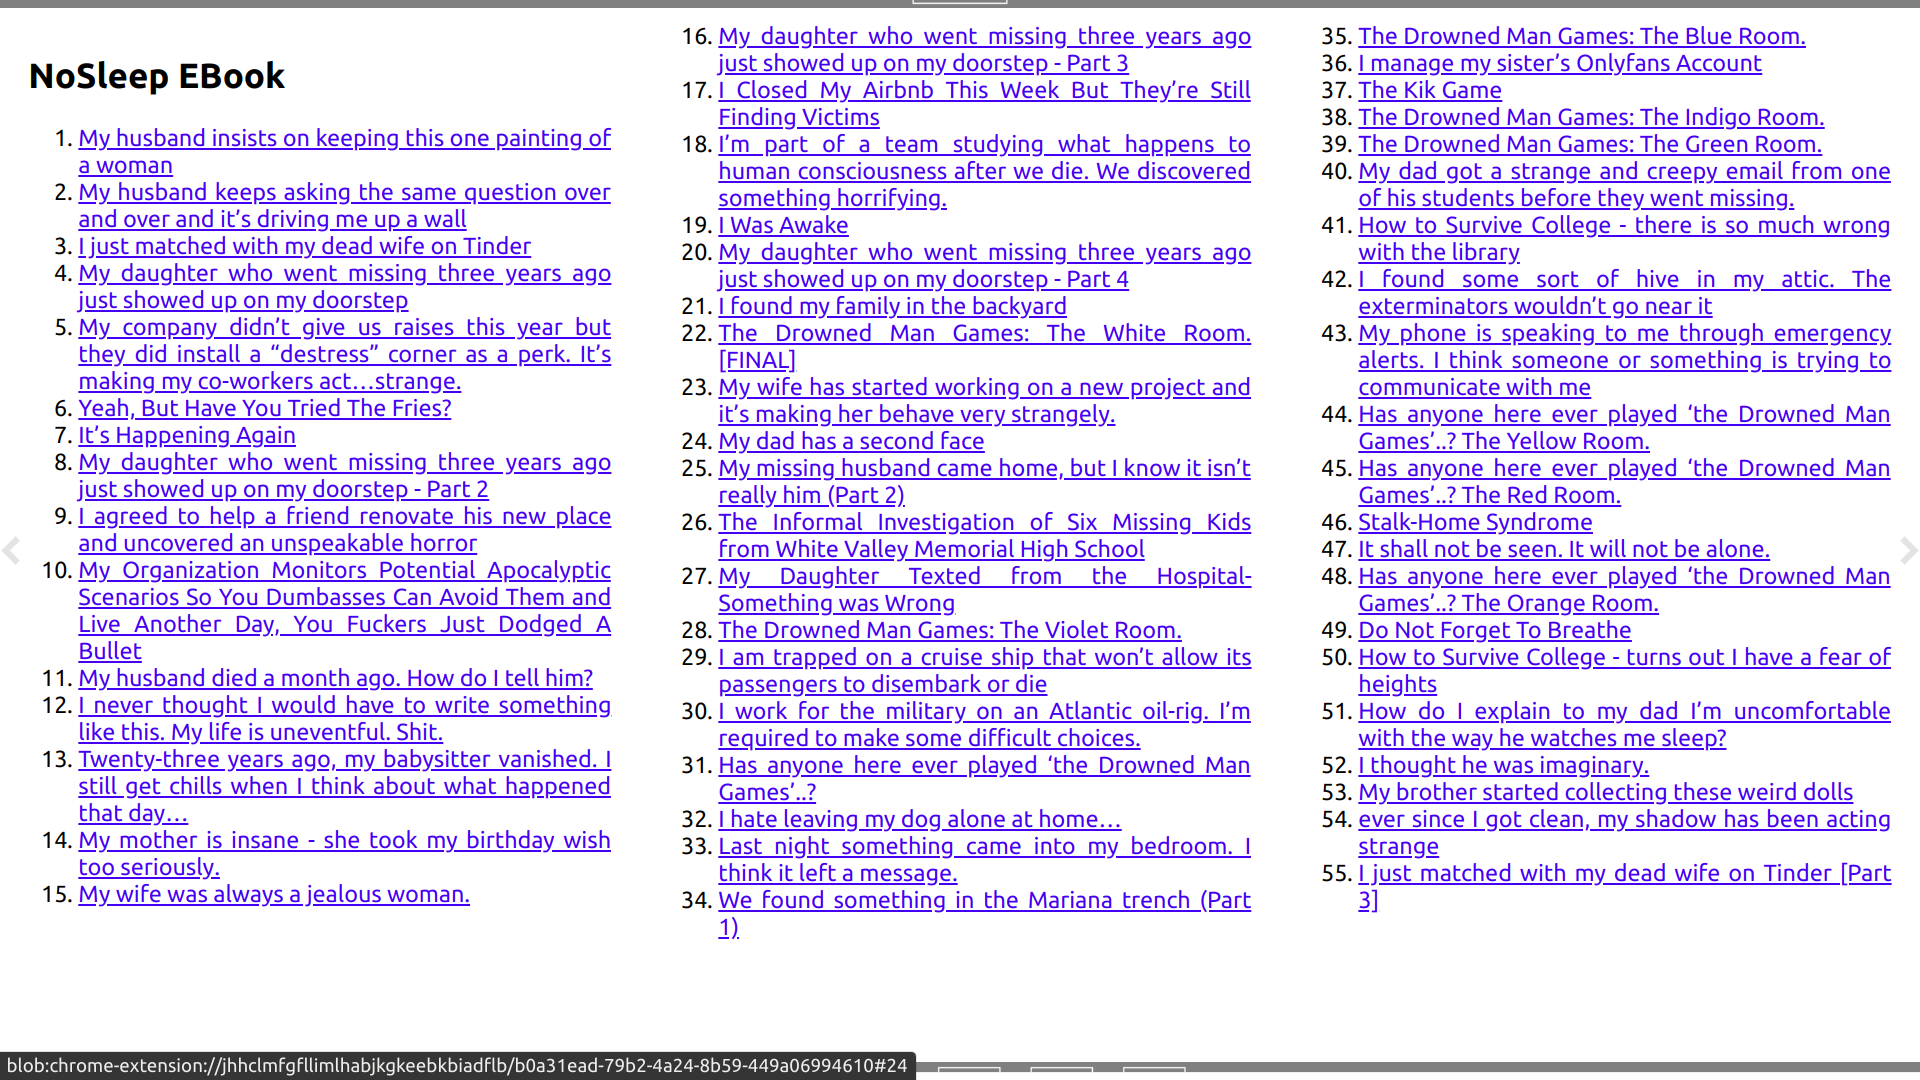 NoSleep EBook
1. My husband insists on keeping this one painting of
a woman
2. My husband keeps asking the same question over
and over and it’s driving me up a wall
3. I just matched with my dead wife on Tinder
4. My daughter who went missing three years ago
just showed up on my doorstep
5. My company didn’t give us raises this year but
they did install a “destress” corner as a perk. It’s
making my co-workers act…strange.
6. Yeah, But Have You Tried The Fries?
7. It’s Happening Again
8. My daughter who went missing three years ago
just showed up on my doorstep - Part 2
9. I agreed to help a friend renovate his new place
and uncovered an unspeakable horror
10. My Organization Monitors Potential Apocalyptic
Scenarios So You Dumbasses Can Avoid Them and
Live Another Day, You Fuckers Just Dodged A
Bullet
11. My husband died a month ago. How do I tell him?
12. I never thought I would have to write something
like this. My life is uneventful. Shit.
13. Twenty-three years ago, my babysitter vanished. I
still get chills when I think about what happened
that day…
14. My mother is insane - she took my birthday wish
too seriously.
15. My wife was always a jealous woman.
16. My daughter who went missing three years ago
just showed up on my doorstep - Part 3
17. I Closed My Airbnb This Week But They’re Still
Finding Victims
18. I’m part of a team studying what happens to
human consciousness after we die. We discovered
something horrifying.
19. I Was Awake
20. My daughter who went missing three years ago
just showed up on my doorstep - Part 4
21. I found my family in the backyard
22. The Drowned Man Games: The White Room.
[FINAL]
23. My wife has started working on a new project and
it’s making her behave very strangely.
24. My dad has a second face
25. My missing husband came home, but I know it isn’t
really him (Part 2)
26. The Informal Investigation of Six Missing Kids
from White Valley Memorial High School
27. My Daughter Texted from the Hospital-
Something was Wrong
28. The Drowned Man Games: The Violet Room.
29. I am trapped on a cruise ship that won’t allow its
passengers to disembark or die
30. I work for the military on an Atlantic oil-rig. I’m
required to make some difficult choices.
31. Has anyone here ever played ‘the Drowned Man
Games’..?
32. I hate leaving my dog alone at home…
33. Last night something came into my bedroom. I
think it left a message.
34. We found something in the Mariana trench (Part
1)
35. The Drowned Man Games: The Blue Room.
36. I manage my sister’s Onlyfans Account
37. The Kik Game
38. The Drowned Man Games: The Indigo Room.
39. The Drowned Man Games: The Green Room.
40. My dad got a strange and creepy email from one
of his students before they went missing.
41. How to Survive College - there is so much wrong
with the library
42. I found some sort of hive in my attic. The
exterminators wouldn’t go near it
43. My phone is speaking to me through emergency
alerts. I think someone or something is trying to
communicate with me
44. Has anyone here ever played ‘the Drowned Man
Games’..? The Yellow Room.
45. Has anyone here ever played ‘the Drowned Man
Games’..? The Red Room.
46. Stalk-Home Syndrome
47. It shall not be seen. It will not be alone.
48. Has anyone here ever played ‘the Drowned Man
Games’..? The Orange Room.
49. Do Not Forget To Breathe
50. How to Survive College - turns out I have a fear of
heights
51. How do I explain to my dad I’m uncomfortable
with the way he watches me sleep?
52. I thought he was imaginary.
53. My brother started collecting these weird dolls
54. ever since I got clean, my shadow has been acting
strange
55. I just matched with my dead wife on Tinder [Part
3]
blob:chrome-extension://jhhclmfgfllimlhabjkgkeebkbiadflb/b0a31ead-79b2-4a24-8b59-449a06994610#24